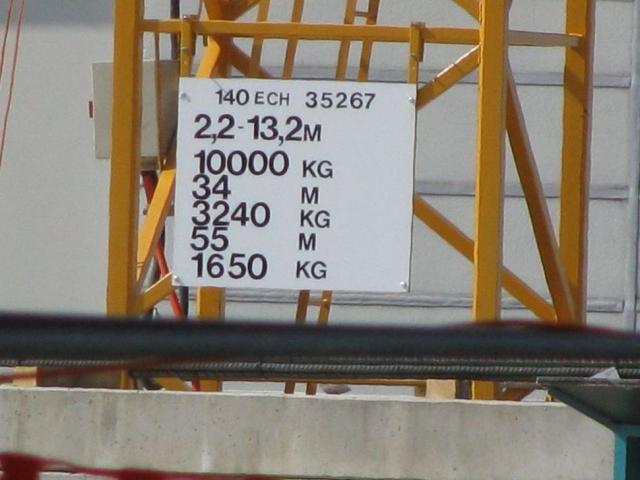 140 ECH 35267
2,2-13,2M
10000 KG
34 M
3240 KG
55 M
1650 KG